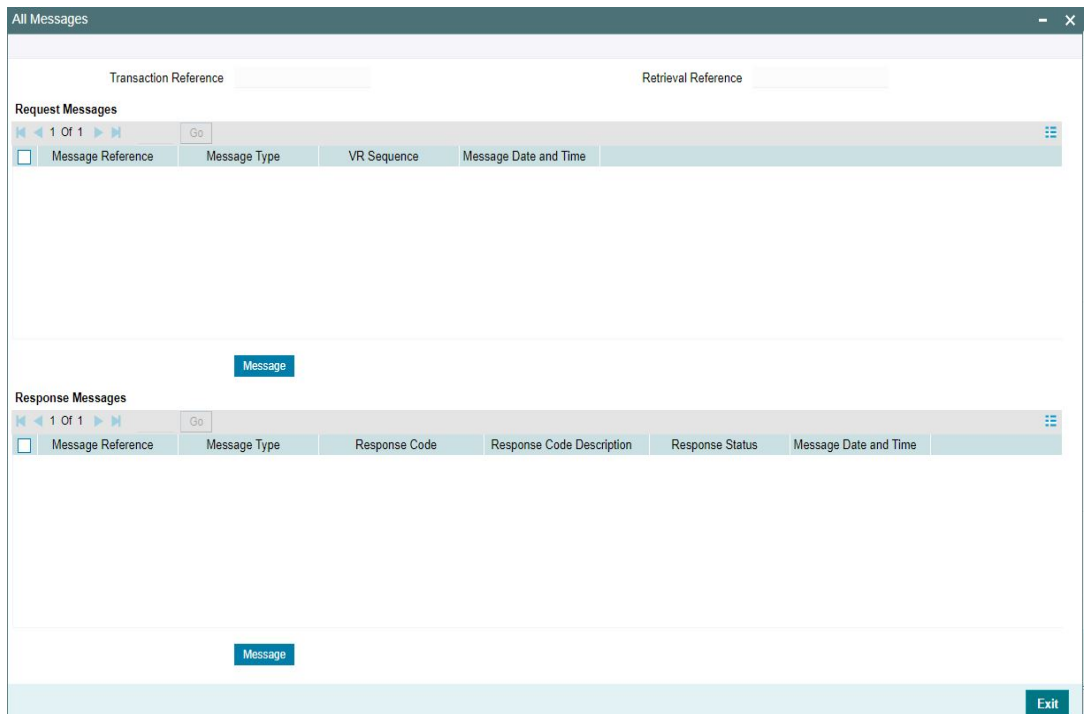 All Messages
Transaction Reference Retrieval Reference
Request Messages
1 Of 1 Go
Message Reference Message Type VR Sequence Message Date and Time
Message
Response Messages
1 Of 1 Go
Message Reference Message Type Response Code Response Code Description Response Status Message Date and Time
Message
Exit